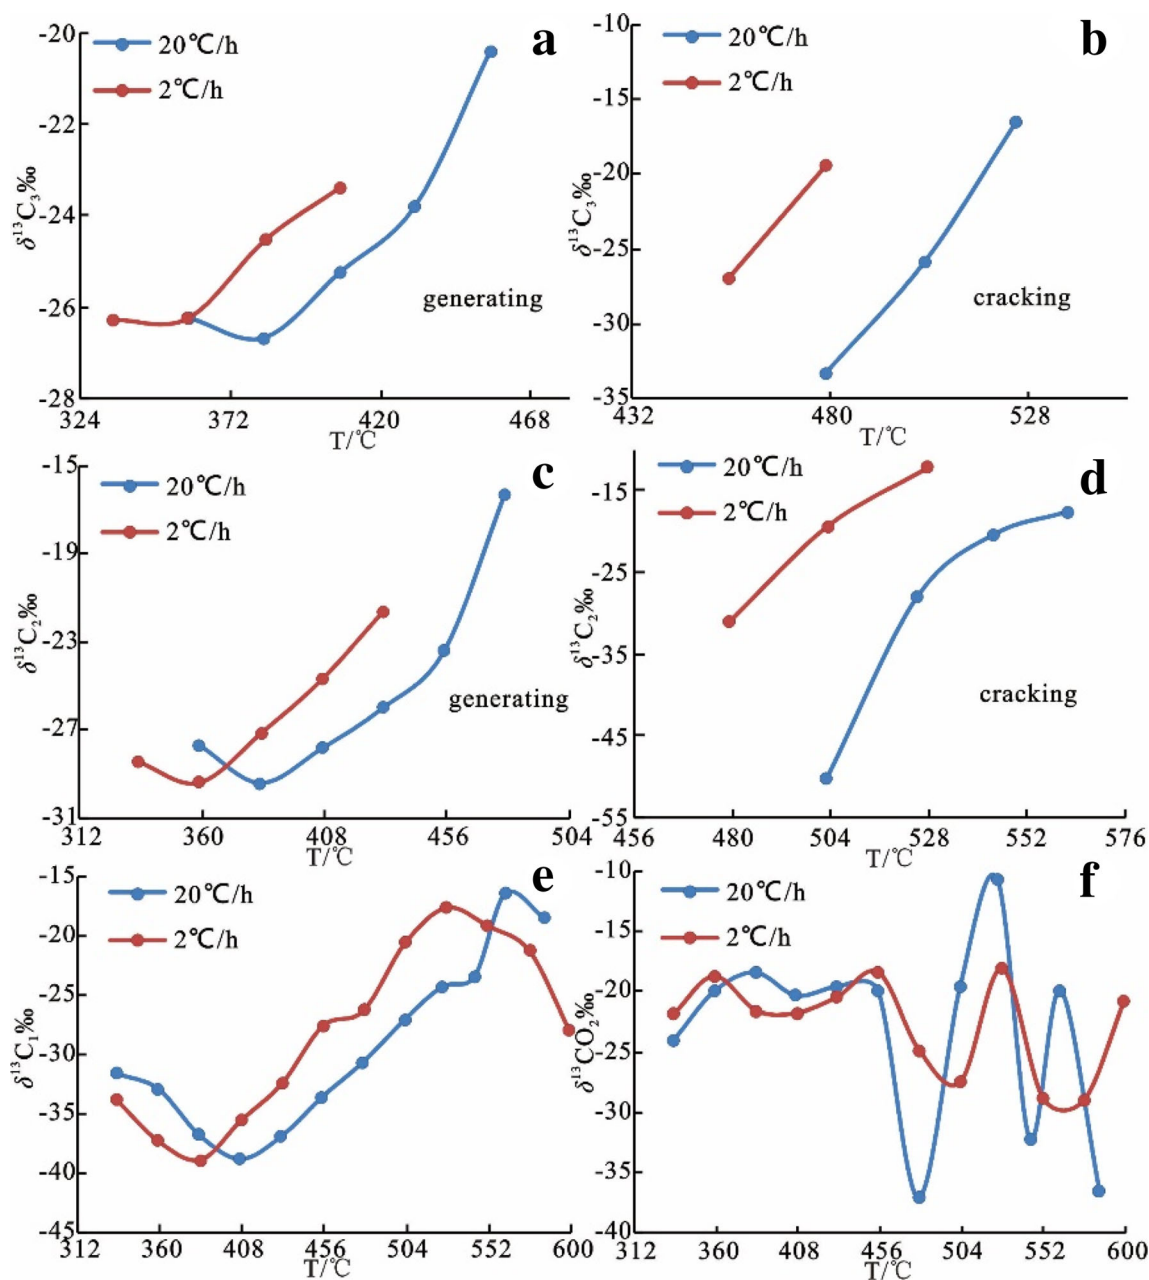 a
20℃/h
2℃/h
-20
-22
-24
-26
-28
δ¹³C₃‰
generating
324
372
420
468
T/℃
b
20℃/h
2℃/h
-10
-15
-20
-25
-30
-35
δ¹³C₃‰
cracking
432
480
528
T/℃
c
20℃/h
2℃/h
-15
-19
-23
-27
-31
δ¹³C₂‰
generating
312
360
408
456
504
T/℃
d
20℃/h
2℃/h
-15
-25
-35
-45
-55
δ¹³C₂‰
cracking
456
480
504
528
552
576
T/℃
e
20℃/h
2℃/h
-15
-20
-25
-30
-35
-40
-45
δ¹³C₁‰
312
360
408
456
504
552
600
T/℃
f
20℃/h
2℃/h
-10
-15
-20
-25
-30
-35
-40
δ¹³CO₂‰
312
360
408
456
504
552
600
T/℃